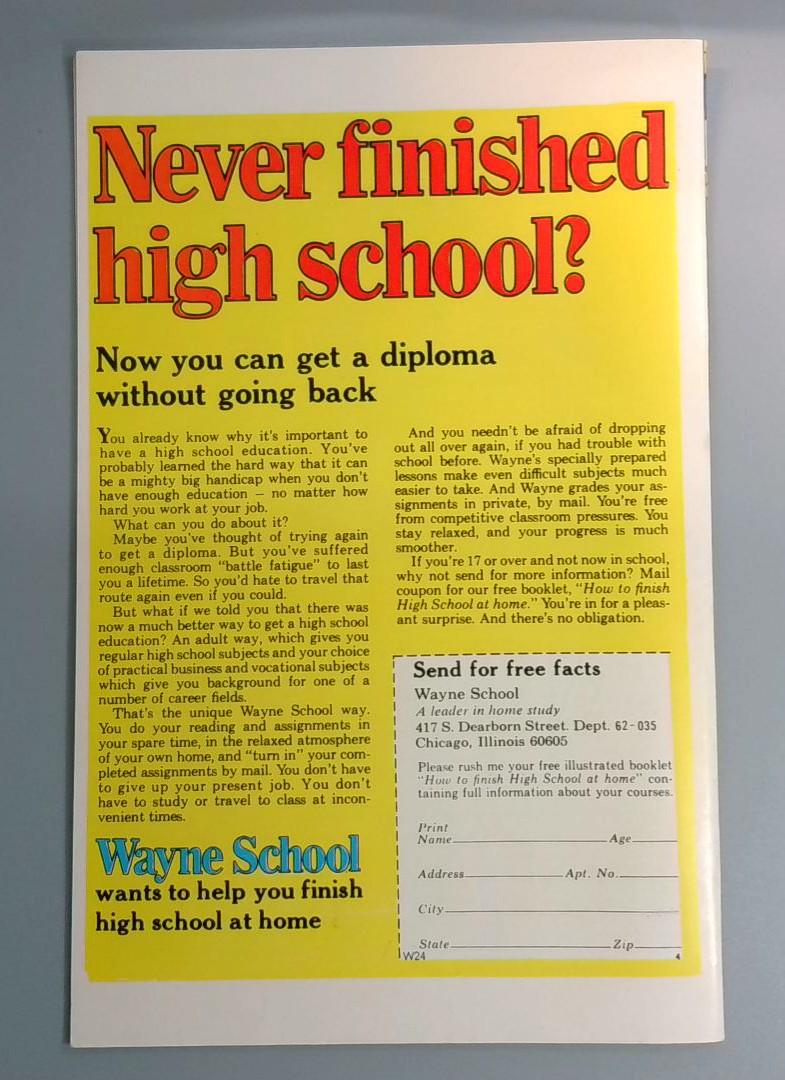 Never finished
high school?
Now you can get a diploma
without going back
You already know why it's important to
have a high school education. You've
probably learned the hard way that it can
be a mighty big handicap when you don't
have enough education — no matter how
hard you work at your job.
What can you do about it?
Maybe you've thought of trying again
to get a diploma. But you've suffered
enough classroom "battle fatigue" to last
you a lifetime. So you'd hate to travel that
route again even if you could.
But what if we told you that there was
now a much better way to get a high school
education? An adult way, which gives you
regular high school subjects and your choice
of practical business and vocational subjects
which give you background for one of a
number of career fields.
That's the unique Wayne School way.
You do your reading and assignments in
your spare time, in the relaxed atmosphere
of your own home, and "turn in" your com-
pleted assignments by mail. You don't have
to give up your present job. You don't
have to study or travel to class at incon-
venient times.
Wayne School
wants to help you finish
high school at home
And you needn't be afraid of dropping
out all over again, if you had trouble with
school before. Wayne's specially prepared
lessons make even difficult subjects much
easier to take. And Wayne grades your as-
signments in private, by mail. You're free
from competitive classroom pressures. You
stay relaxed, and your progress is much
smoother.
If you're 17 or over and not now in school,
why not send for more information? Mail
coupon for our free booklet, "How to finish
High School at home." You're in for a pleas-
ant surprise. And there's no obligation.
Send for free facts
Wayne School
A leader in home study
417 S. Dearborn Street. Dept. 62-035
Chicago, Illinois 60605
Please rush me your free illustrated booklet
"How to finish High School at home" con-
taining full information about your courses.
Print
Name Age
Address Apt. No.
City
State Zip
W24 4